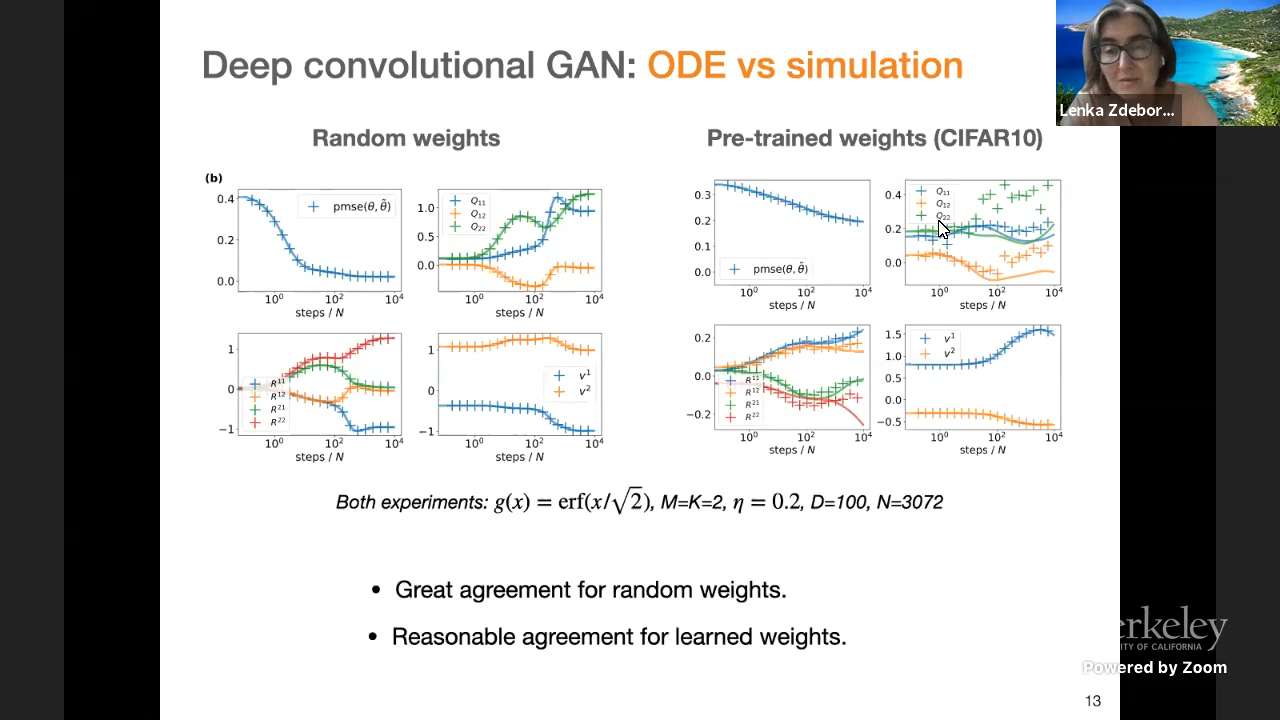 Deep convolutional GAN: ODE vs simulation
Lenka Zdebor...
Random weights
Pre-trained weights (CIFAR10)
(b)
0.4
0.2
0.0
pmse(θ, θ̃)
10⁰ 10² 10⁴
steps / N
1.0
0.5
0.0
Q₁₁
Q₁₂
Q₂₂
10⁰ 10² 10⁴
steps / N
0.3
0.2
0.1
0.0
pmse(θ, θ̃)
10⁰ 10² 10⁴
steps / N
0.4
0.2
0.0
Q₁₁
Q₁₂
Q₂₂
10⁰ 10² 10⁴
steps / N
1
0
−1
R¹¹
R¹²
R²¹
R²²
10⁰ 10² 10⁴
steps / N
1
0
−1
v¹
v²
10⁰ 10² 10⁴
steps / N
0.2
0.0
−0.2
R¹¹
R¹²
R²¹
R²²
10⁰ 10² 10⁴
steps / N
1.5
1.0
0.5
0.0
−0.5
v¹
v²
10⁰ 10² 10⁴
steps / N
Both experiments: g(x) = erf(x/√2), M=K=2, η = 0.2, D=100, N=3072
• Great agreement for random weights.
• Reasonable agreement for learned weights.
erkeley
ITY OF CALIFORNIA
Powered by Zoom
13